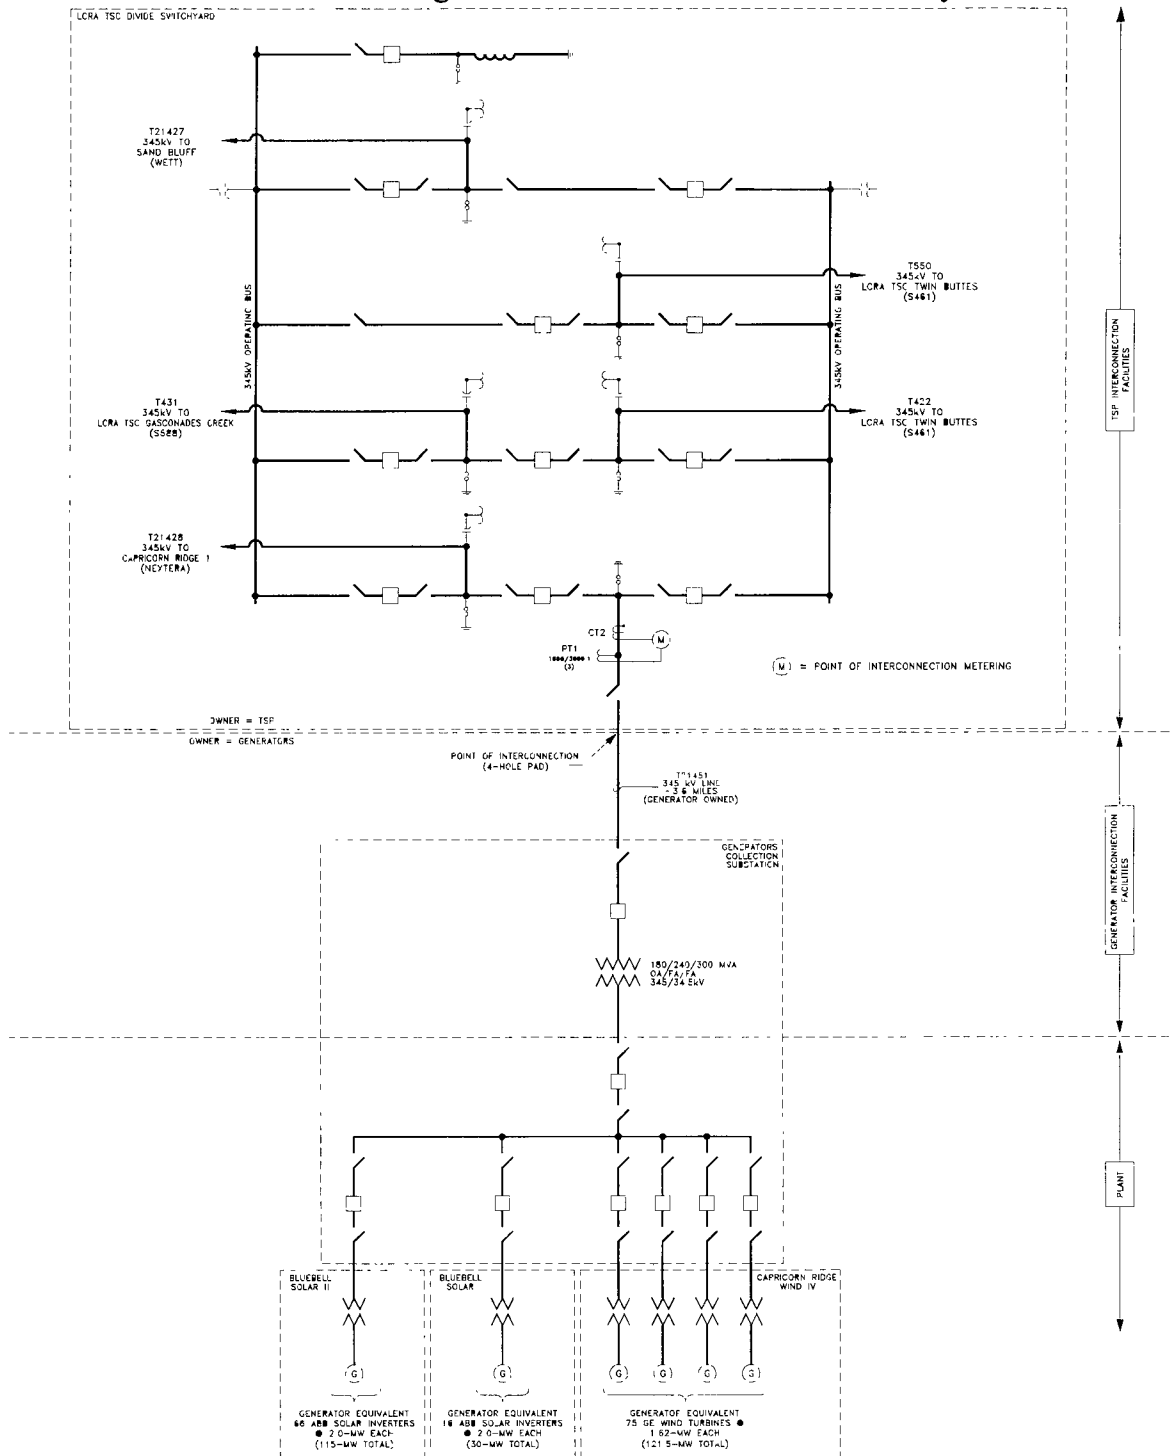 LCRA TSC DIVIDE SWITCHYARD
T21427
345kV TO
SAND BLUFF
(WETT)
T550
345kV TO
LCRA TSC TWIN BUTTES
(S461)
345kV OPERATING BUS
345kV OPERATING BUS
TSP INTERCONNECTION
FACILITIES
T431
345kV TO
LCRA TSC GASCONADES CREEK
(S588)
T422
345kV TO
LCRA TSC TWIN BUTTES
(S461)
T21428
345kV TO
CAPRICORN RIDGE 1
(NEXTERA)
CT2
M
PT1
(3)
(M) = POINT OF INTERCONNECTION METERING
OWNER = TSP
OWNER = GENERATORS
POINT OF INTERCONNECTION
(4-HOLE PAD)
345 kV LINE
~3.6 MILES
(GENERATOR OWNED)
GENERATORS
COLLECTION
SUBSTATION
GENERATOR INTERCONNECTION
FACILITIES
180/240/300 MVA
OA/FA/FA
345/34.5kV
PLANT
BLUEBELL
SOLAR II
BLUEBELL
SOLAR
CAPRICORN RIDGE
WIND IV
G
G
G
G
G
G
GENERATOR EQUIVALENT
ABB SOLAR INVERTERS
2.0-MW EACH
(115-MW TOTAL)
GENERATOR EQUIVALENT
16 ABB SOLAR INVERTERS
2.0-MW EACH
(30-MW TOTAL)
GENERATOR EQUIVALENT
75 GE WIND TURBINES
1.62-MW EACH
(121.5-MW TOTAL)